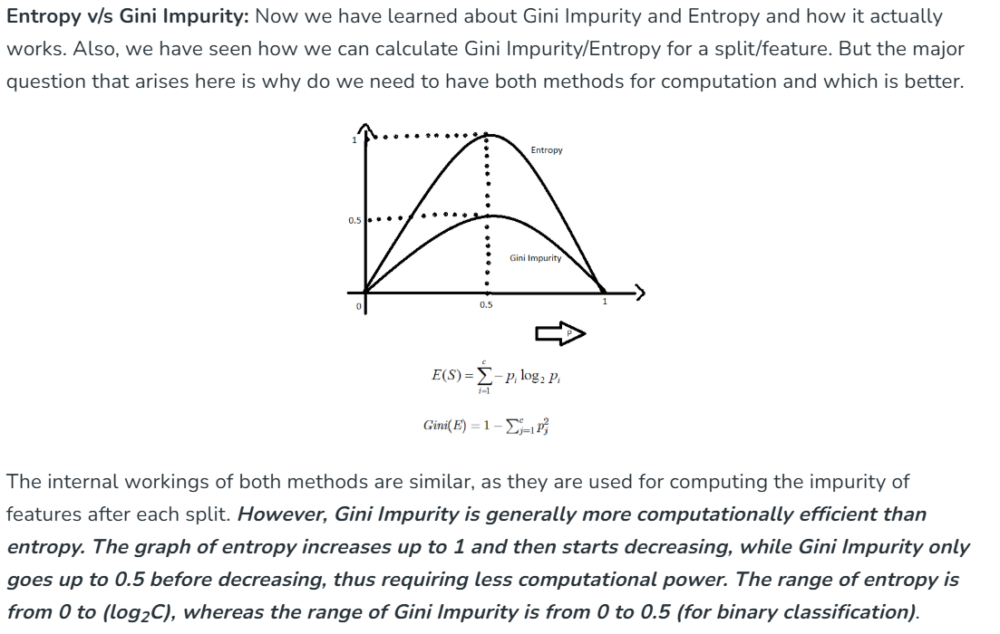 Entropy v/s Gini Impurity: Now we have learned about Gini Impurity and Entropy and how it actually
works. Also, we have seen how we can calculate Gini Impurity/Entropy for a split/feature. But the major
question that arises here is why do we need to have both methods for computation and which is better.
1
Entropy
0.5
Gini Impurity
0
0.5
1
P
E(S) = ∑_{i=1}^{c} − p_i log₂ p_i
Gini(E) = 1 − ∑_{j=1}^{c} p_j^2
The internal workings of both methods are similar, as they are used for computing the impurity of
features after each split. However, Gini Impurity is generally more computationally efficient than
entropy. The graph of entropy increases up to 1 and then starts decreasing, while Gini Impurity only
goes up to 0.5 before decreasing, thus requiring less computational power. The range of entropy is
from 0 to (log₂C), whereas the range of Gini Impurity is from 0 to 0.5 (for binary classification).